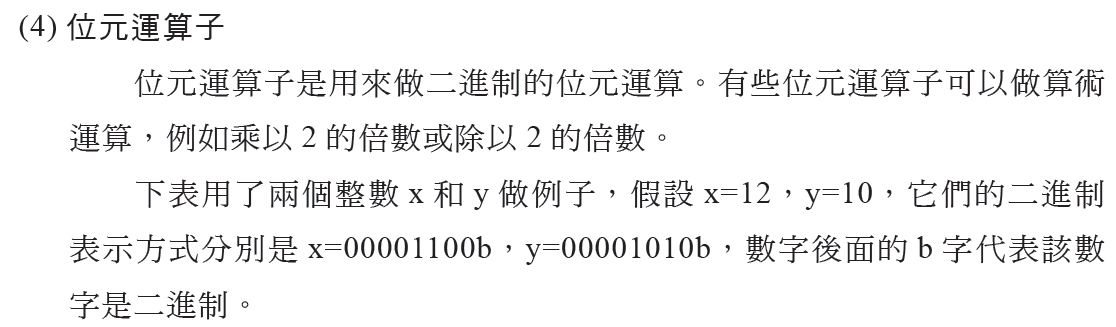 (4) 位元運算子
位元運算子是用來做二進制的位元運算。有些位元運算子可以做算術
運算，例如乘以 2 的倍數或除以 2 的倍數。
下表用了兩個整數 x 和 y 做例子，假設 x=12，y=10，它們的二進制
表示方式分別是 x=00001100b，y=00001010b，數字後面的 b 字代表該數
字是二進制。